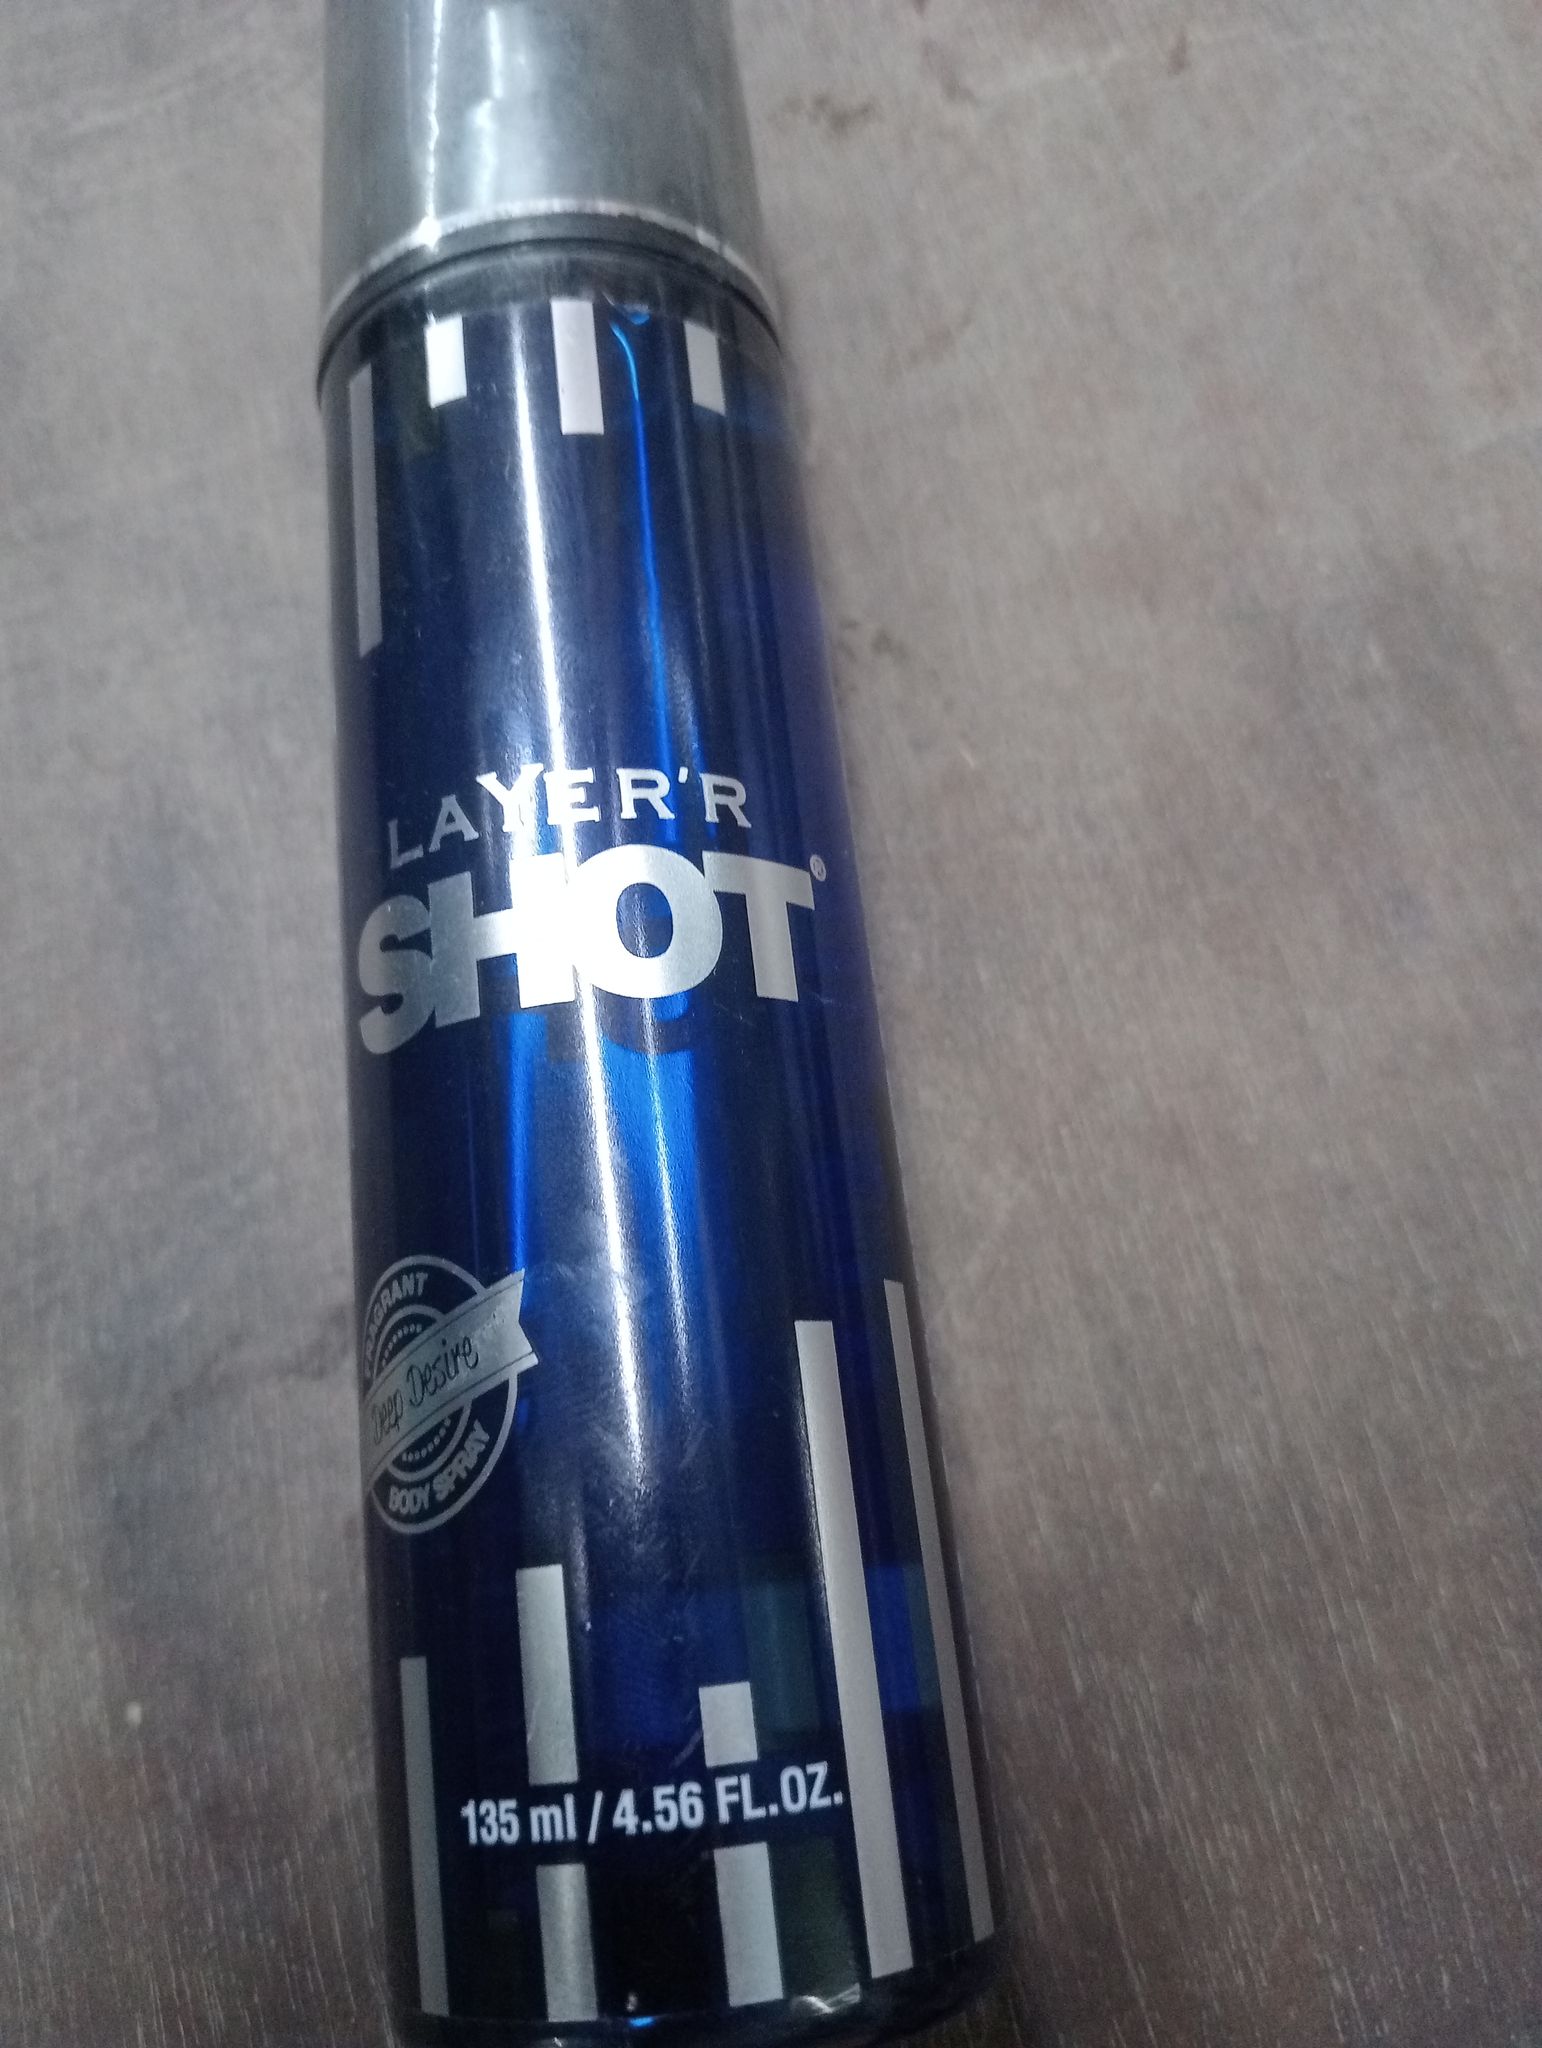 LAYER'R
SHOT®
FRAGRANT
Deep Desire
BODY SPRAY
135 ml / 4.56 FL.OZ.